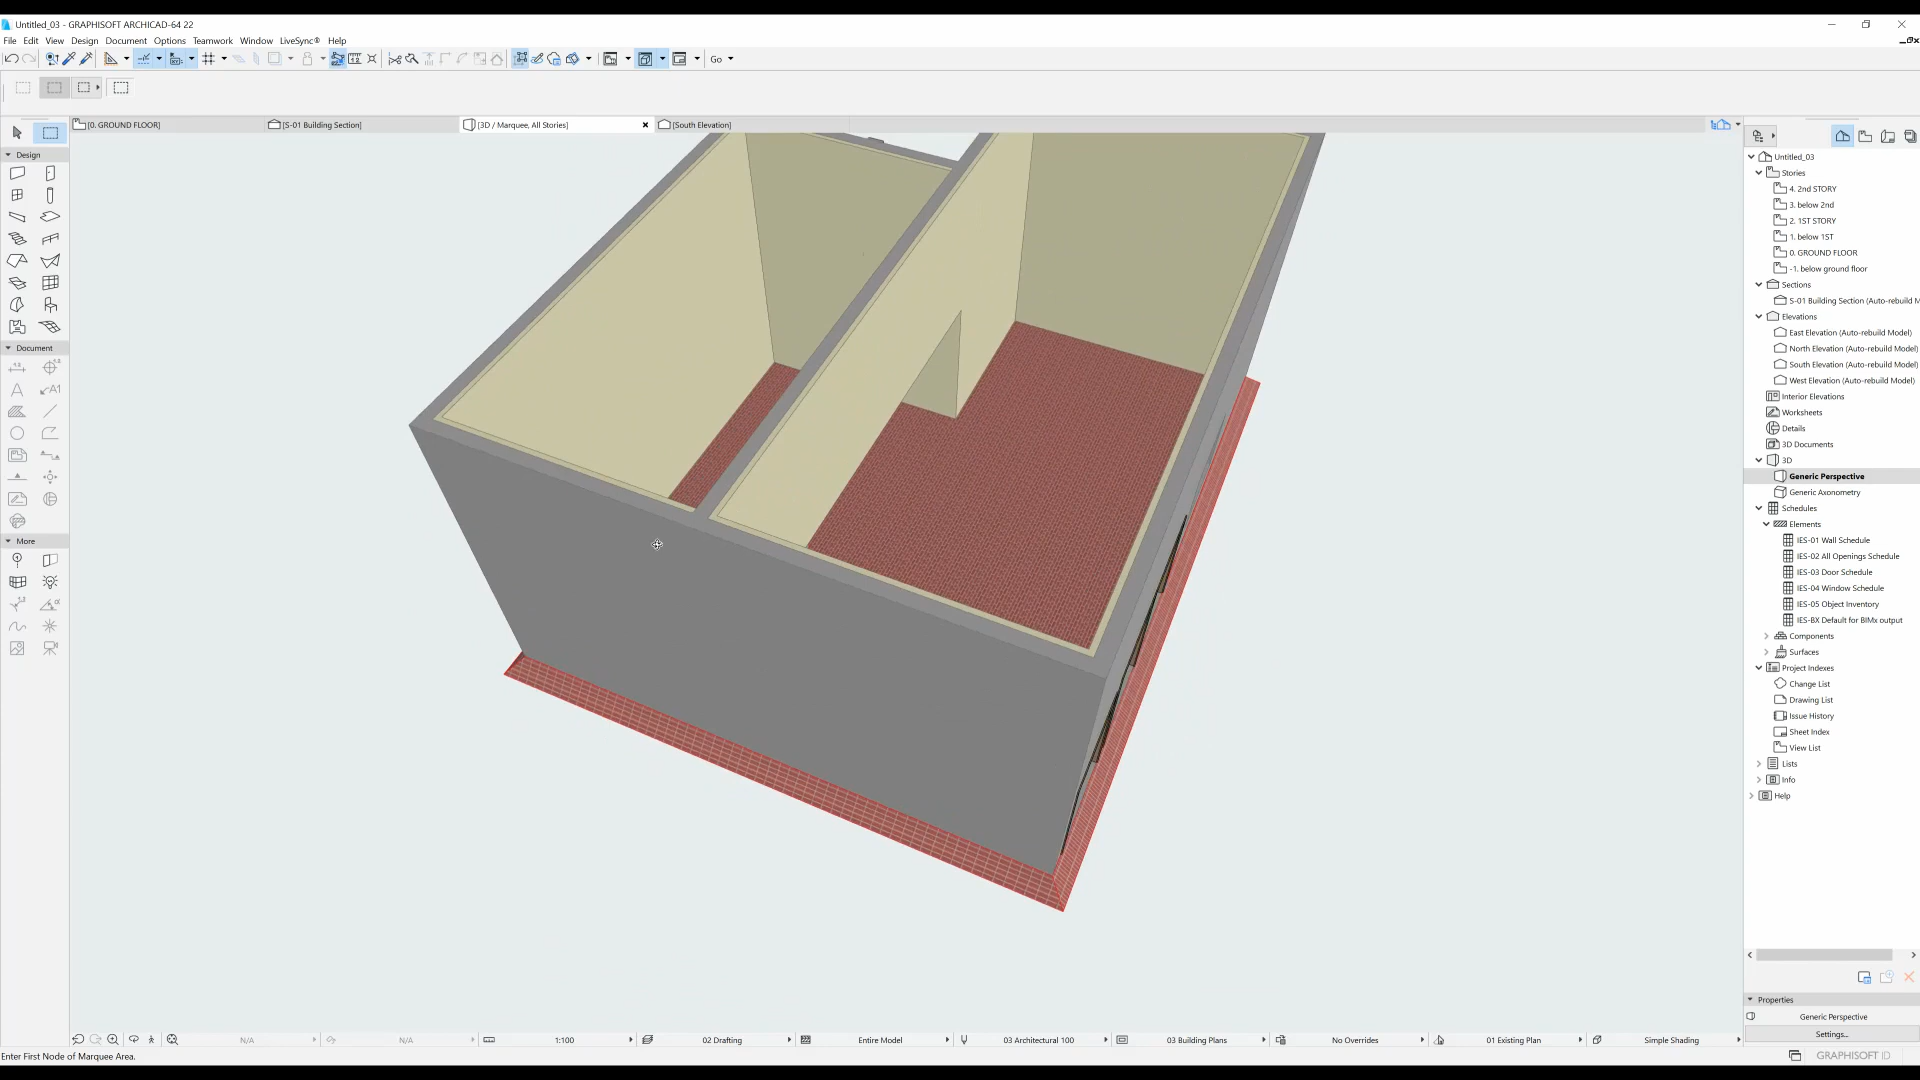 Untitled_03 - GRAPHISOFT ARCHICAD-64 22
File Edit View Design Document Options Teamwork Window LiveSync® Help
Go
[0. GROUND FLOOR]
[S-01 Building Section]
[3D / Marquee, All Stories]
[South Elevation]
Design
Document
A
A1
More
Untitled_03
Stories
4. 2nd STORY
3. below 2nd
2. 1ST STORY
1. below 1ST
0. GROUND FLOOR
-1. below ground floor
Sections
S-01 Building Section (Auto-rebuild M
Elevations
East Elevation (Auto-rebuild Model)
North Elevation (Auto-rebuild Model)
South Elevation (Auto-rebuild Model)
West Elevation (Auto-rebuild Model)
Interior Elevations
Worksheets
Details
3D Documents
3D
Generic Perspective
Generic Axonometry
Schedules
Elements
IES-01 Wall Schedule
IES-02 All Openings Schedule
IES-03 Door Schedule
IES-04 Window Schedule
IES-05 Object Inventory
IES-BX Default for BIMx output
Components
Surfaces
Project Indexes
Change List
Drawing List
Issue History
Sheet Index
View List
Lists
Info
Help
Properties
Generic Perspective
Settings...
N/A
N/A
1:100
02 Drafting
Entire Model
03 Architectural 100
03 Building Plans
No Overrides
01 Existing Plan
Simple Shading
Enter First Node of Marquee Area.
GRAPHISOFT ID